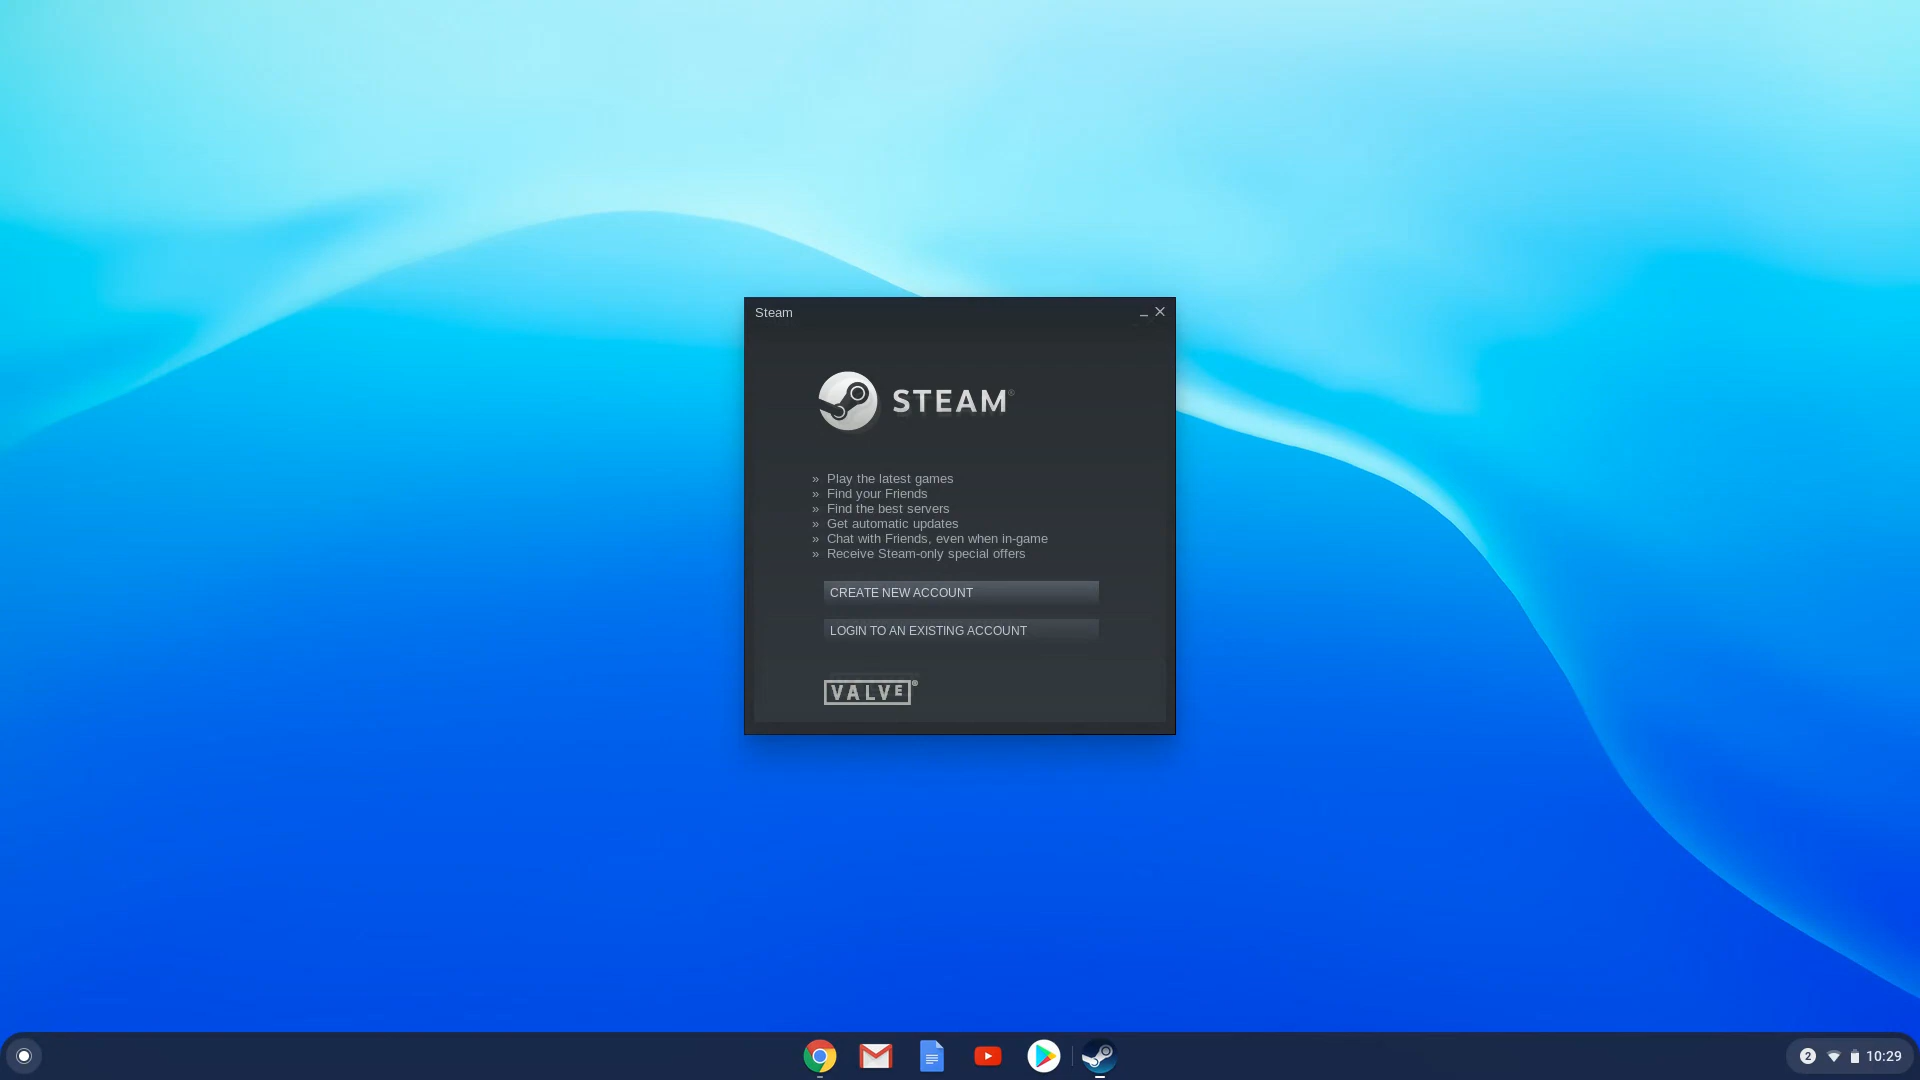 Steam
STEAM®
» Play the latest games
» Find your Friends
» Find the best servers
» Get automatic updates
» Chat with Friends, even when in-game
» Receive Steam-only special offers
CREATE NEW ACCOUNT
LOGIN TO AN EXISTING ACCOUNT
VALVE®
2 10:29